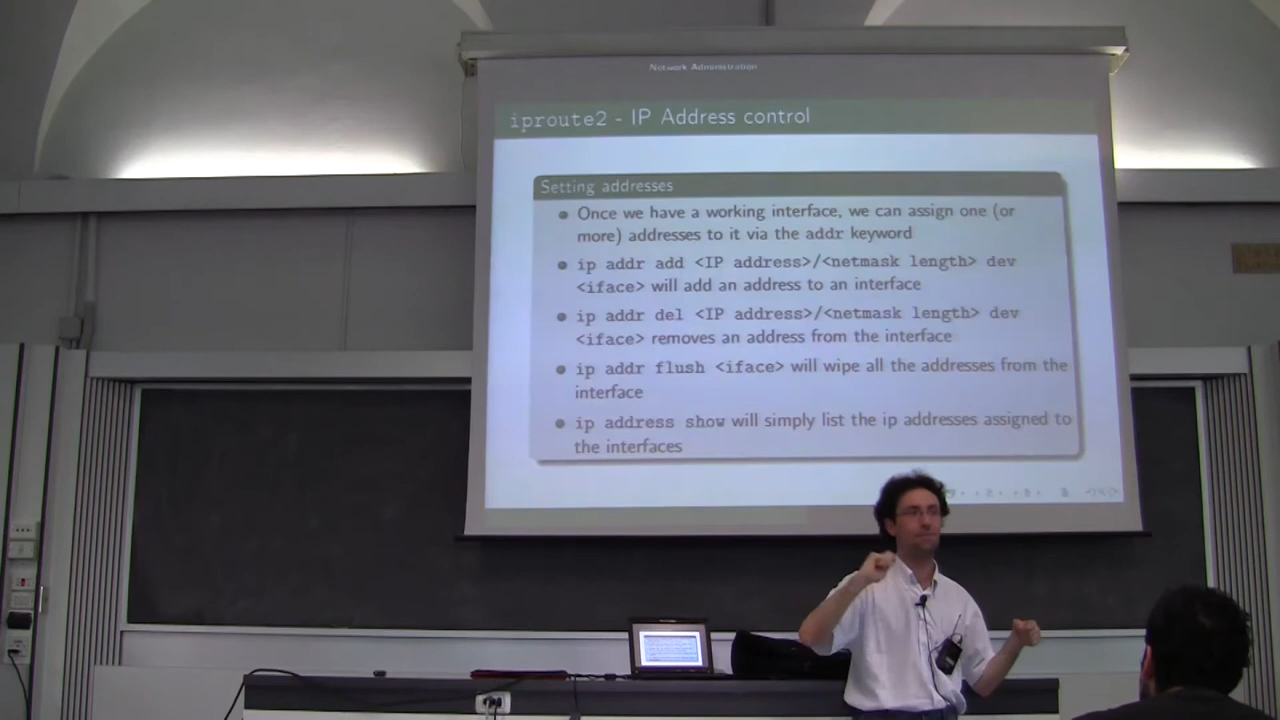 Network Administration
iproute2 - IP Address control
Setting addresses
Once we have a working interface, we can assign one (or
more) addresses to it via the addr keyword
ip addr add <IP address>/<netmask length> dev
<iface> will add an address to an interface
ip addr del <IP address>/<netmask length> dev
<iface> removes an address from the interface
ip addr flush <iface> will wipe all the addresses from the
interface
ip address show will simply list the ip addresses assigned to
the interfaces